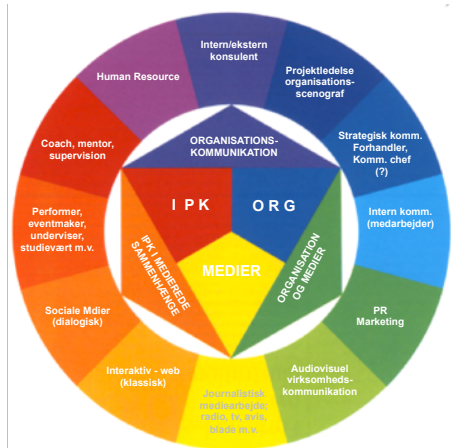 Intern/ekstern
konsulent
Projektledelse
organisations-
scenograf
Strategisk komm.
Forhandler,
Komm. chef
(?)
Intern komm.
(medarbejder)
PR
Marketing
Audiovisuel
virksomheds-
kommunikation
Journalistisk
mediearbejde,
radio, tv, avis,
blade m.v.
Interaktiv - web
(klassisk)
Sociale Mdier
(dialogisk)
Performer,
eventmaker,
underviser,
studievært m.v.
Coach, mentor,
supervision
Human Resource
ORGANISATIONS-
KOMMUNIKATION
I P K
O R G
MEDIER
IPK I MEDIEREDE
SAMMENHÆNGE
ORGANISATION
OG MEDIER